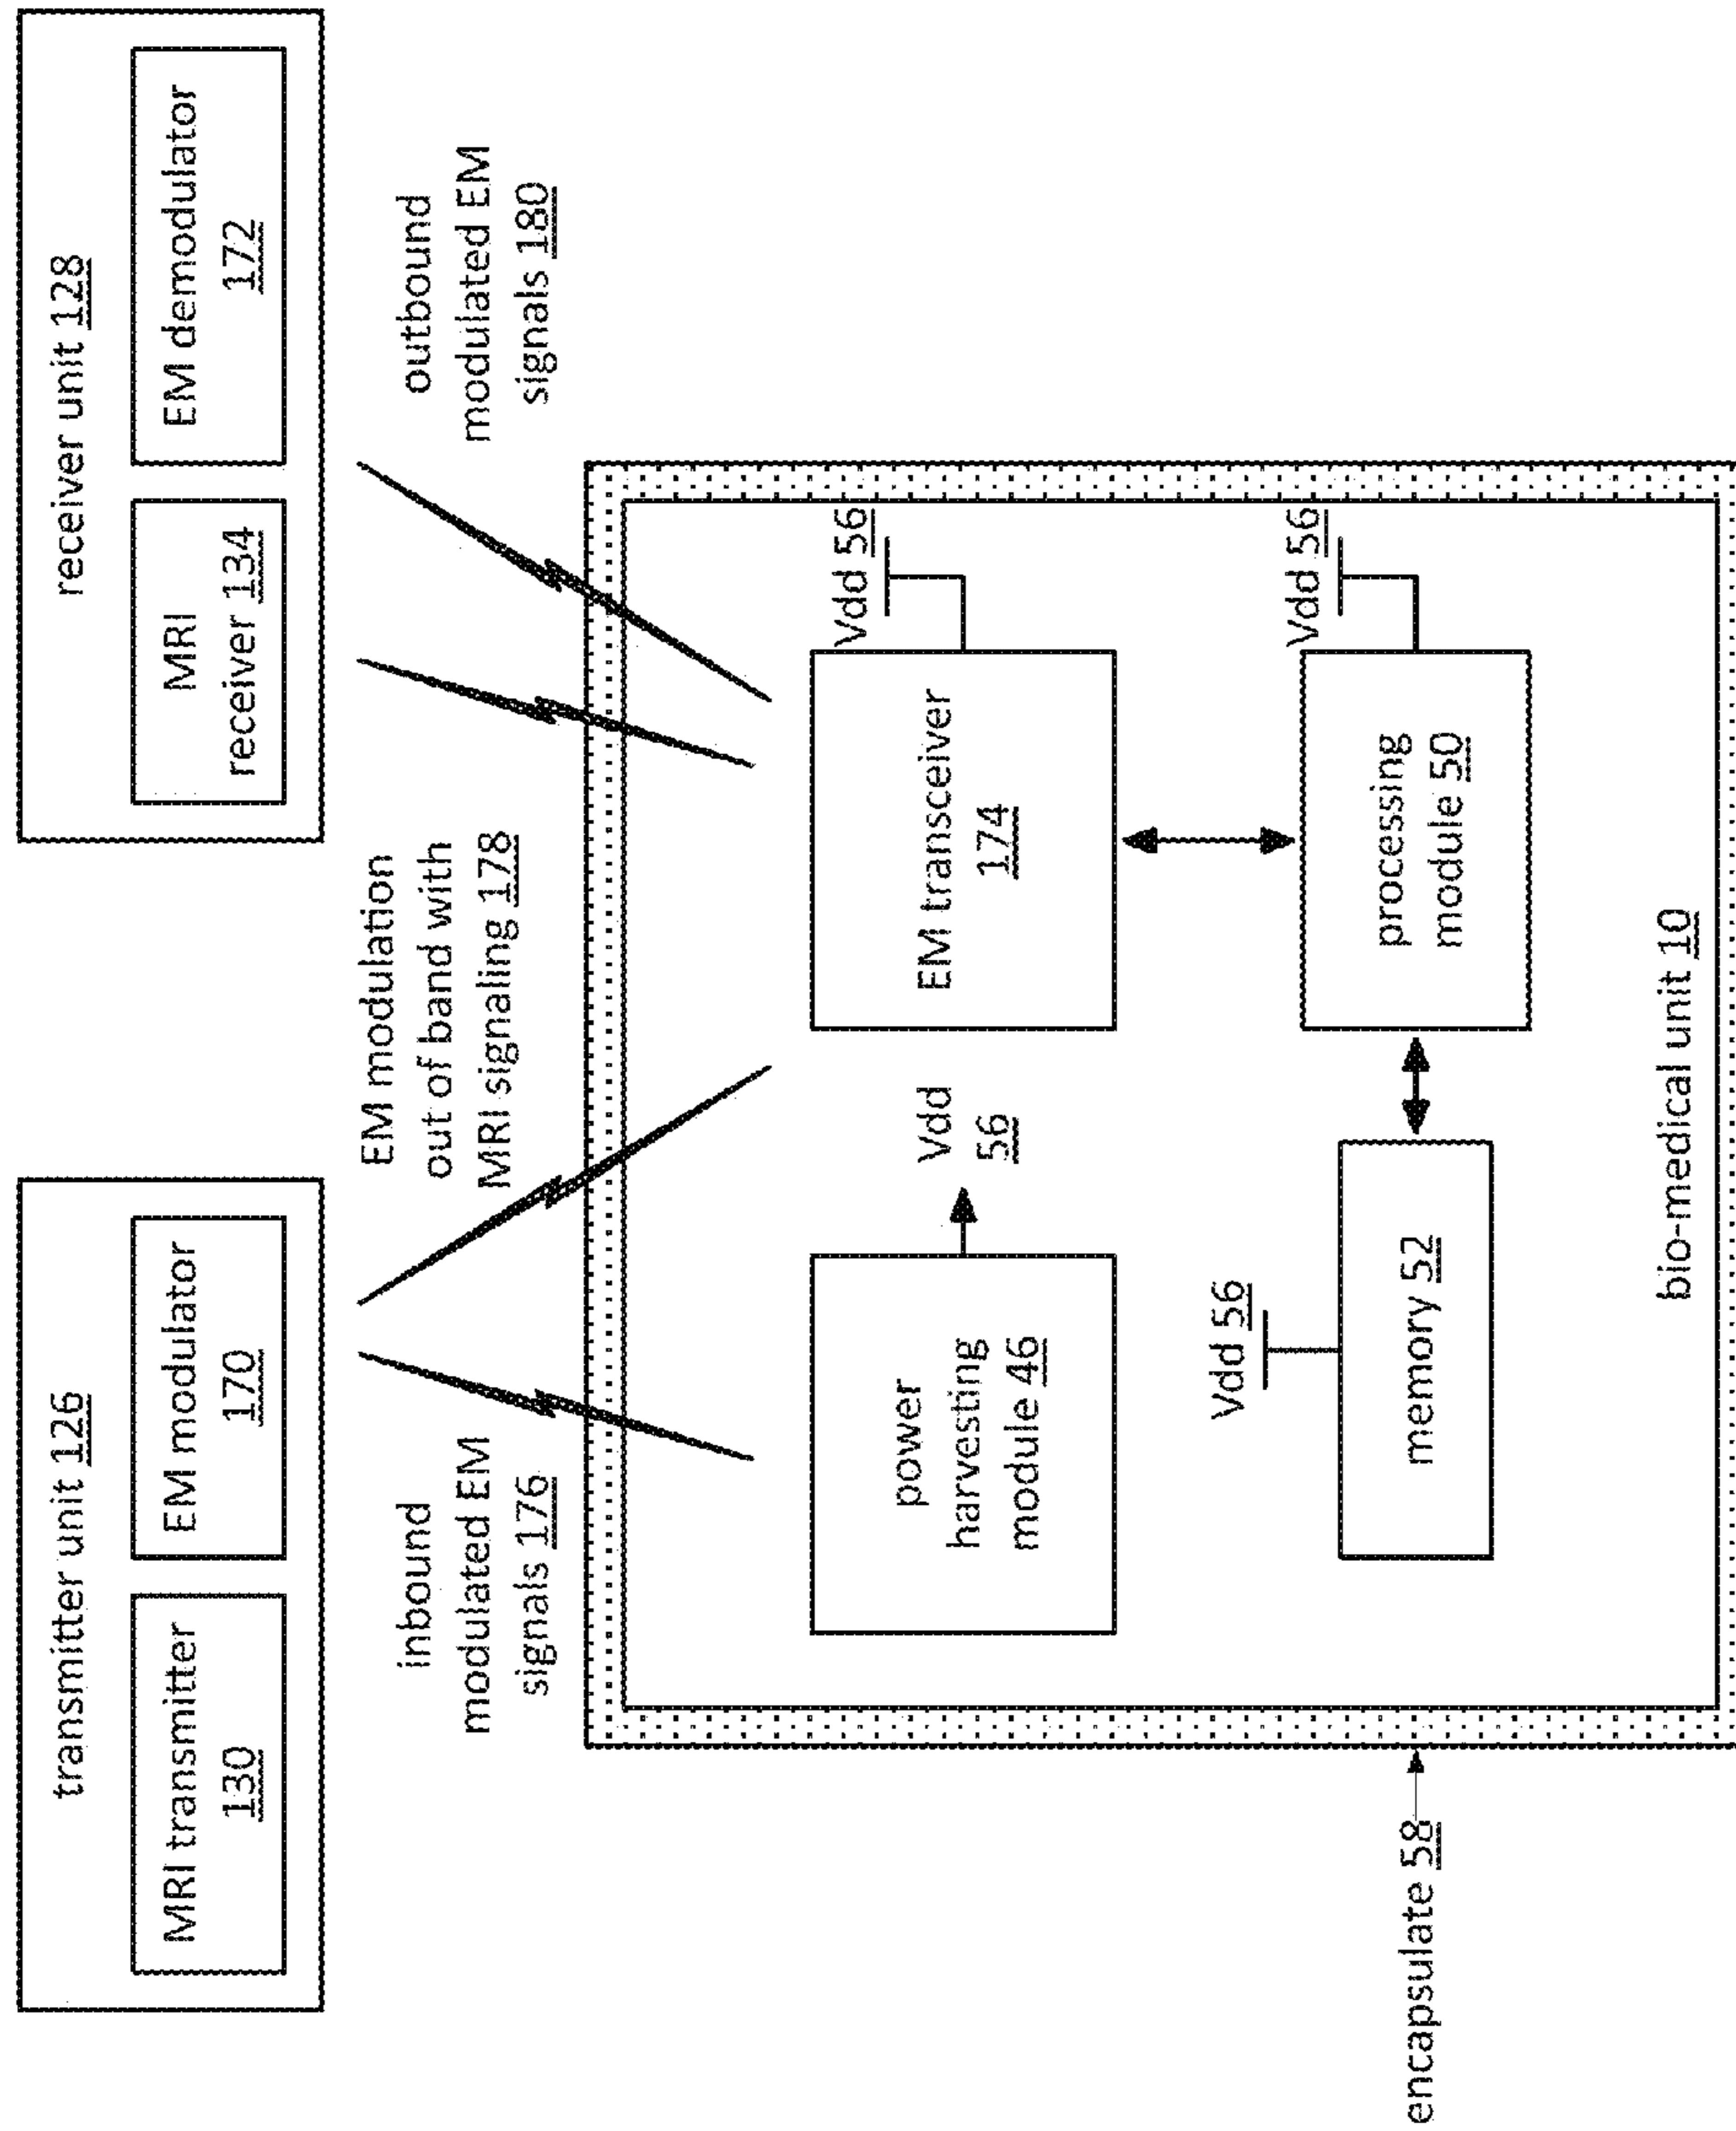 transmitter unit 126
MRI transmitter
130
EM modulator
170
receiver unit 128
MRI
receiver 134
EM demodulator
172
inbound
modulated EM
signals 176
EM modulation
out of band with
MRI signaling 178
outbound
modulated EM
signals 180
power
harvesting
module 46
Vdd
56
EM transceiver
174
Vdd 56
Vdd 56
memory 52
processing
module 50
Vdd 56
encapsulate 58
bio-medical unit 10